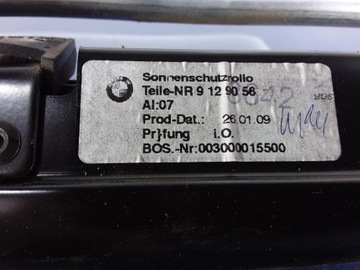 Sonnenschutzrollo
Teile-NR 9 12 90 56
AI:07
Prod-Dat.: 26.01.09
Pr}fung i.O.
BOS.-Nr:003000015500